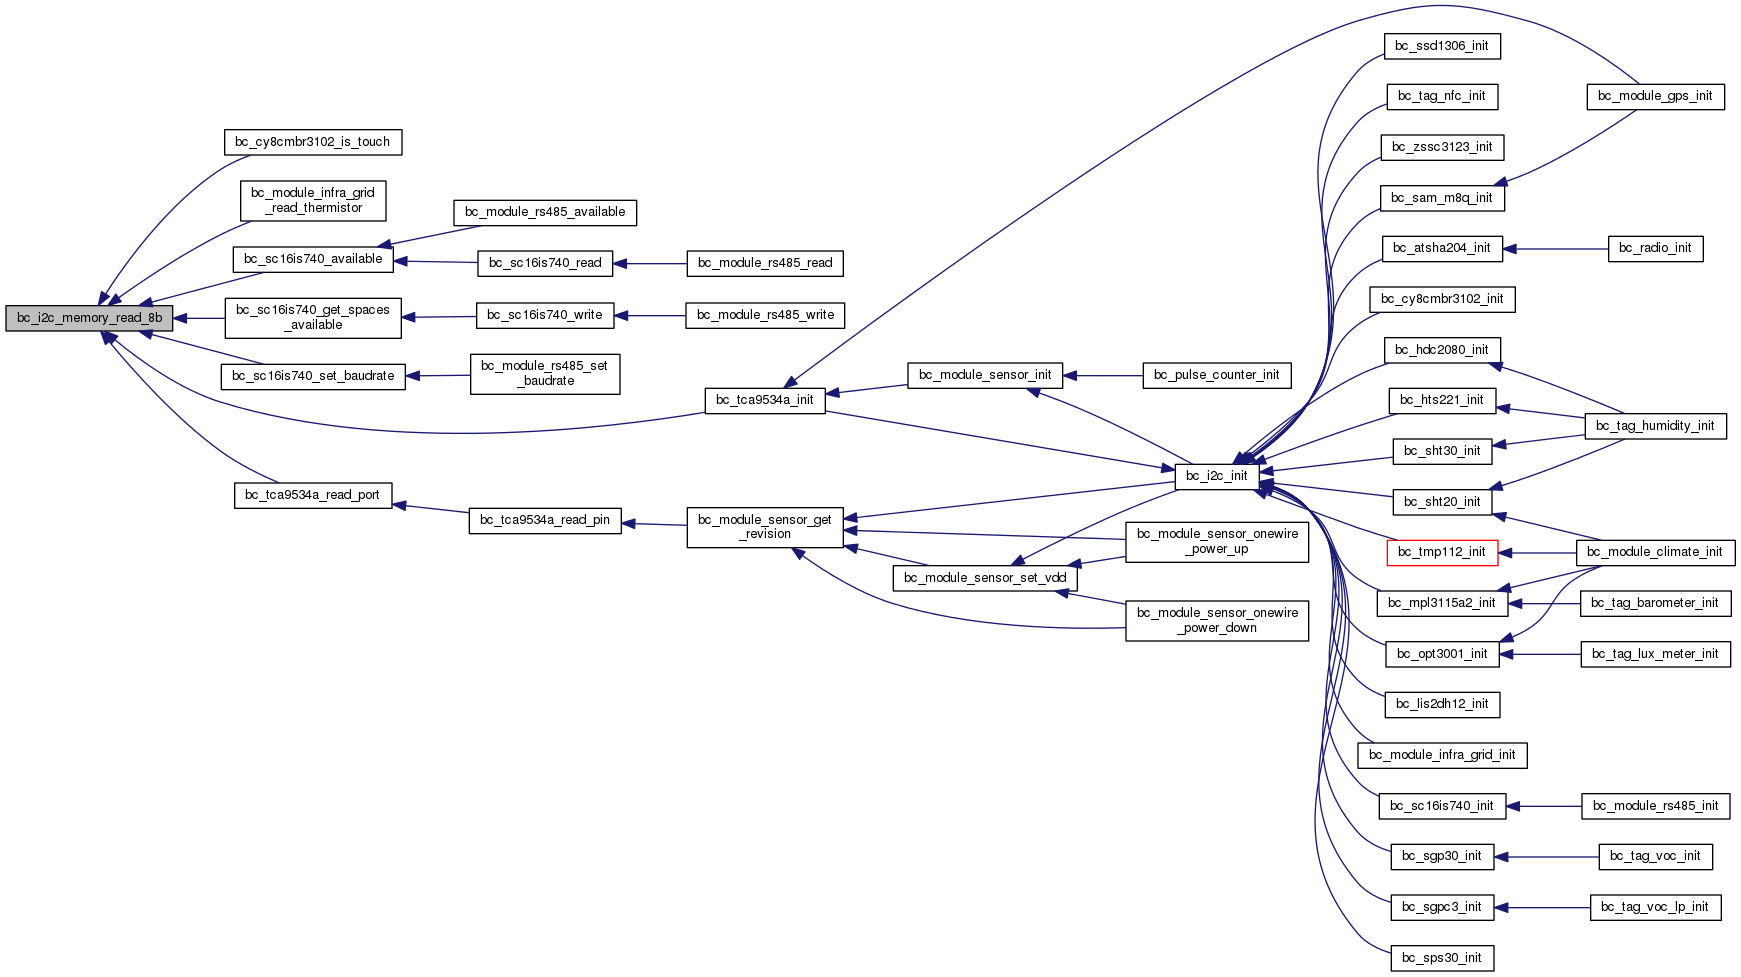 bc_i2c_memory_read_8b
bc_cy8cmbr3102_is_touch
bc_module_infra_grid
_read_thermistor
bc_sc16is740_available
bc_sc16is740_get_spaces
_available
bc_sc16is740_set_baudrate
bc_tca9534a_read_port
bc_module_rs485_available
bc_sc16is740_read
bc_sc16is740_write
bc_module_rs485_set
_baudrate
bc_tca9534a_read_pin
bc_module_rs485_read
bc_module_rs485_write
bc_tca9534a_init
bc_module_sensor_get
_revision
bc_module_sensor_init
bc_module_sensor_set_vdd
bc_pulse_counter_init
bc_i2c_init
bc_module_sensor_onewire
_power_up
bc_module_sensor_onewire
_power_down
bc_ssd1306_init
bc_tag_nfc_init
bc_zssc3123_init
bc_sam_m8q_init
bc_atsha204_init
bc_cy8cmbr3102_init
bc_hdc2080_init
bc_hts221_init
bc_sht30_init
bc_sht20_init
bc_tmp112_init
bc_mpl3115a2_init
bc_opt3001_init
bc_lis2dh12_init
bc_module_infra_grid_init
bc_sc16is740_init
bc_sgp30_init
bc_sgpc3_init
bc_sps30_init
bc_module_gps_init
bc_radio_init
bc_tag_humidity_init
bc_module_climate_init
bc_tag_barometer_init
bc_tag_lux_meter_init
bc_module_rs485_init
bc_tag_voc_init
bc_tag_voc_lp_init